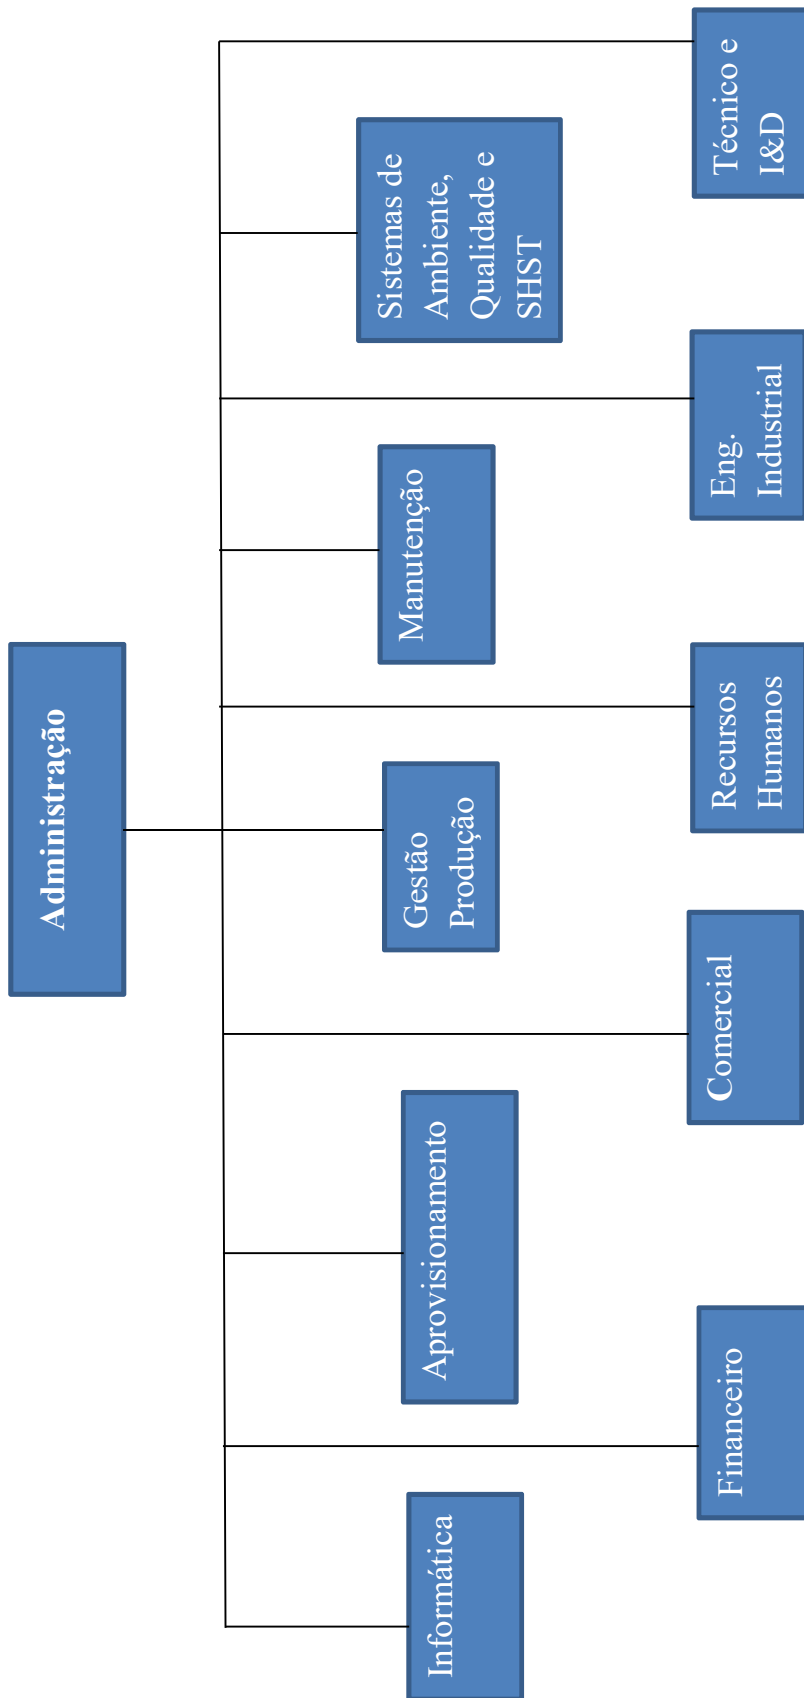 Administração
Informática
Aprovisionamento
Gestão
Produção
Manutenção
Sistemas de
Ambiente,
Qualidade e
SHST
Financeiro
Comercial
Recursos
Humanos
Eng.
Industrial
Técnico e
I&D